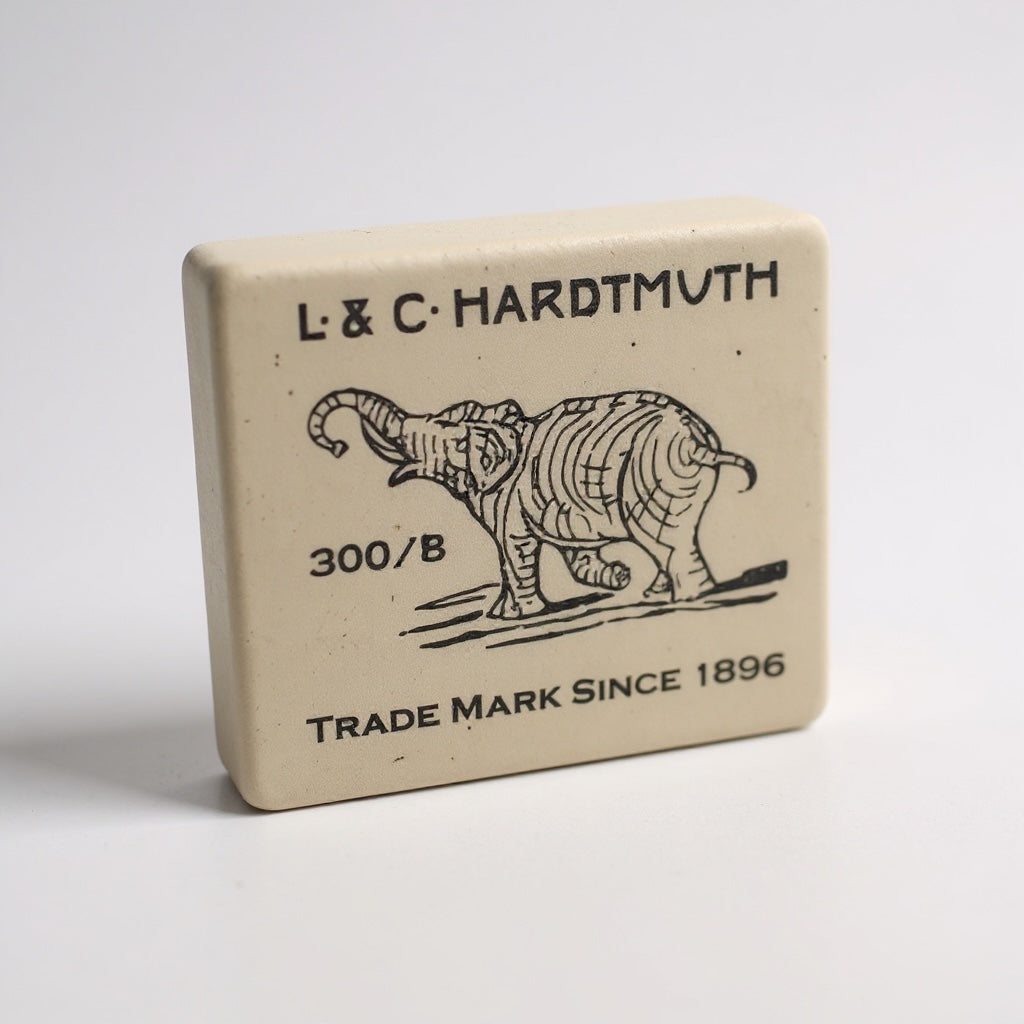 L. & C. HARDTMUTH
300/B
TRADE MARK SINCE 1896